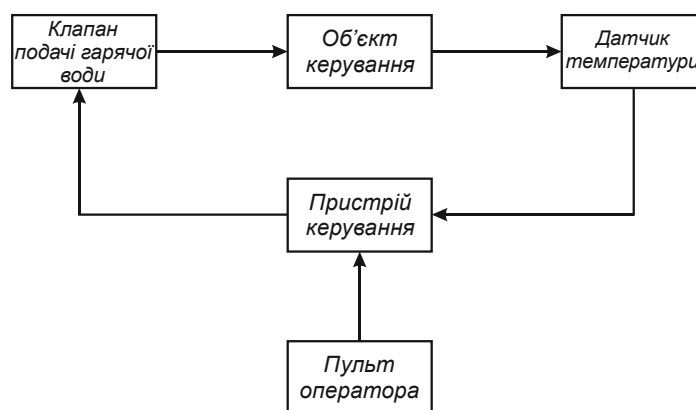 Клапан
подачі гарячої
води
Об'єкт
керування
Датчик
температури
Пристрій
керування
Пульт
оператора